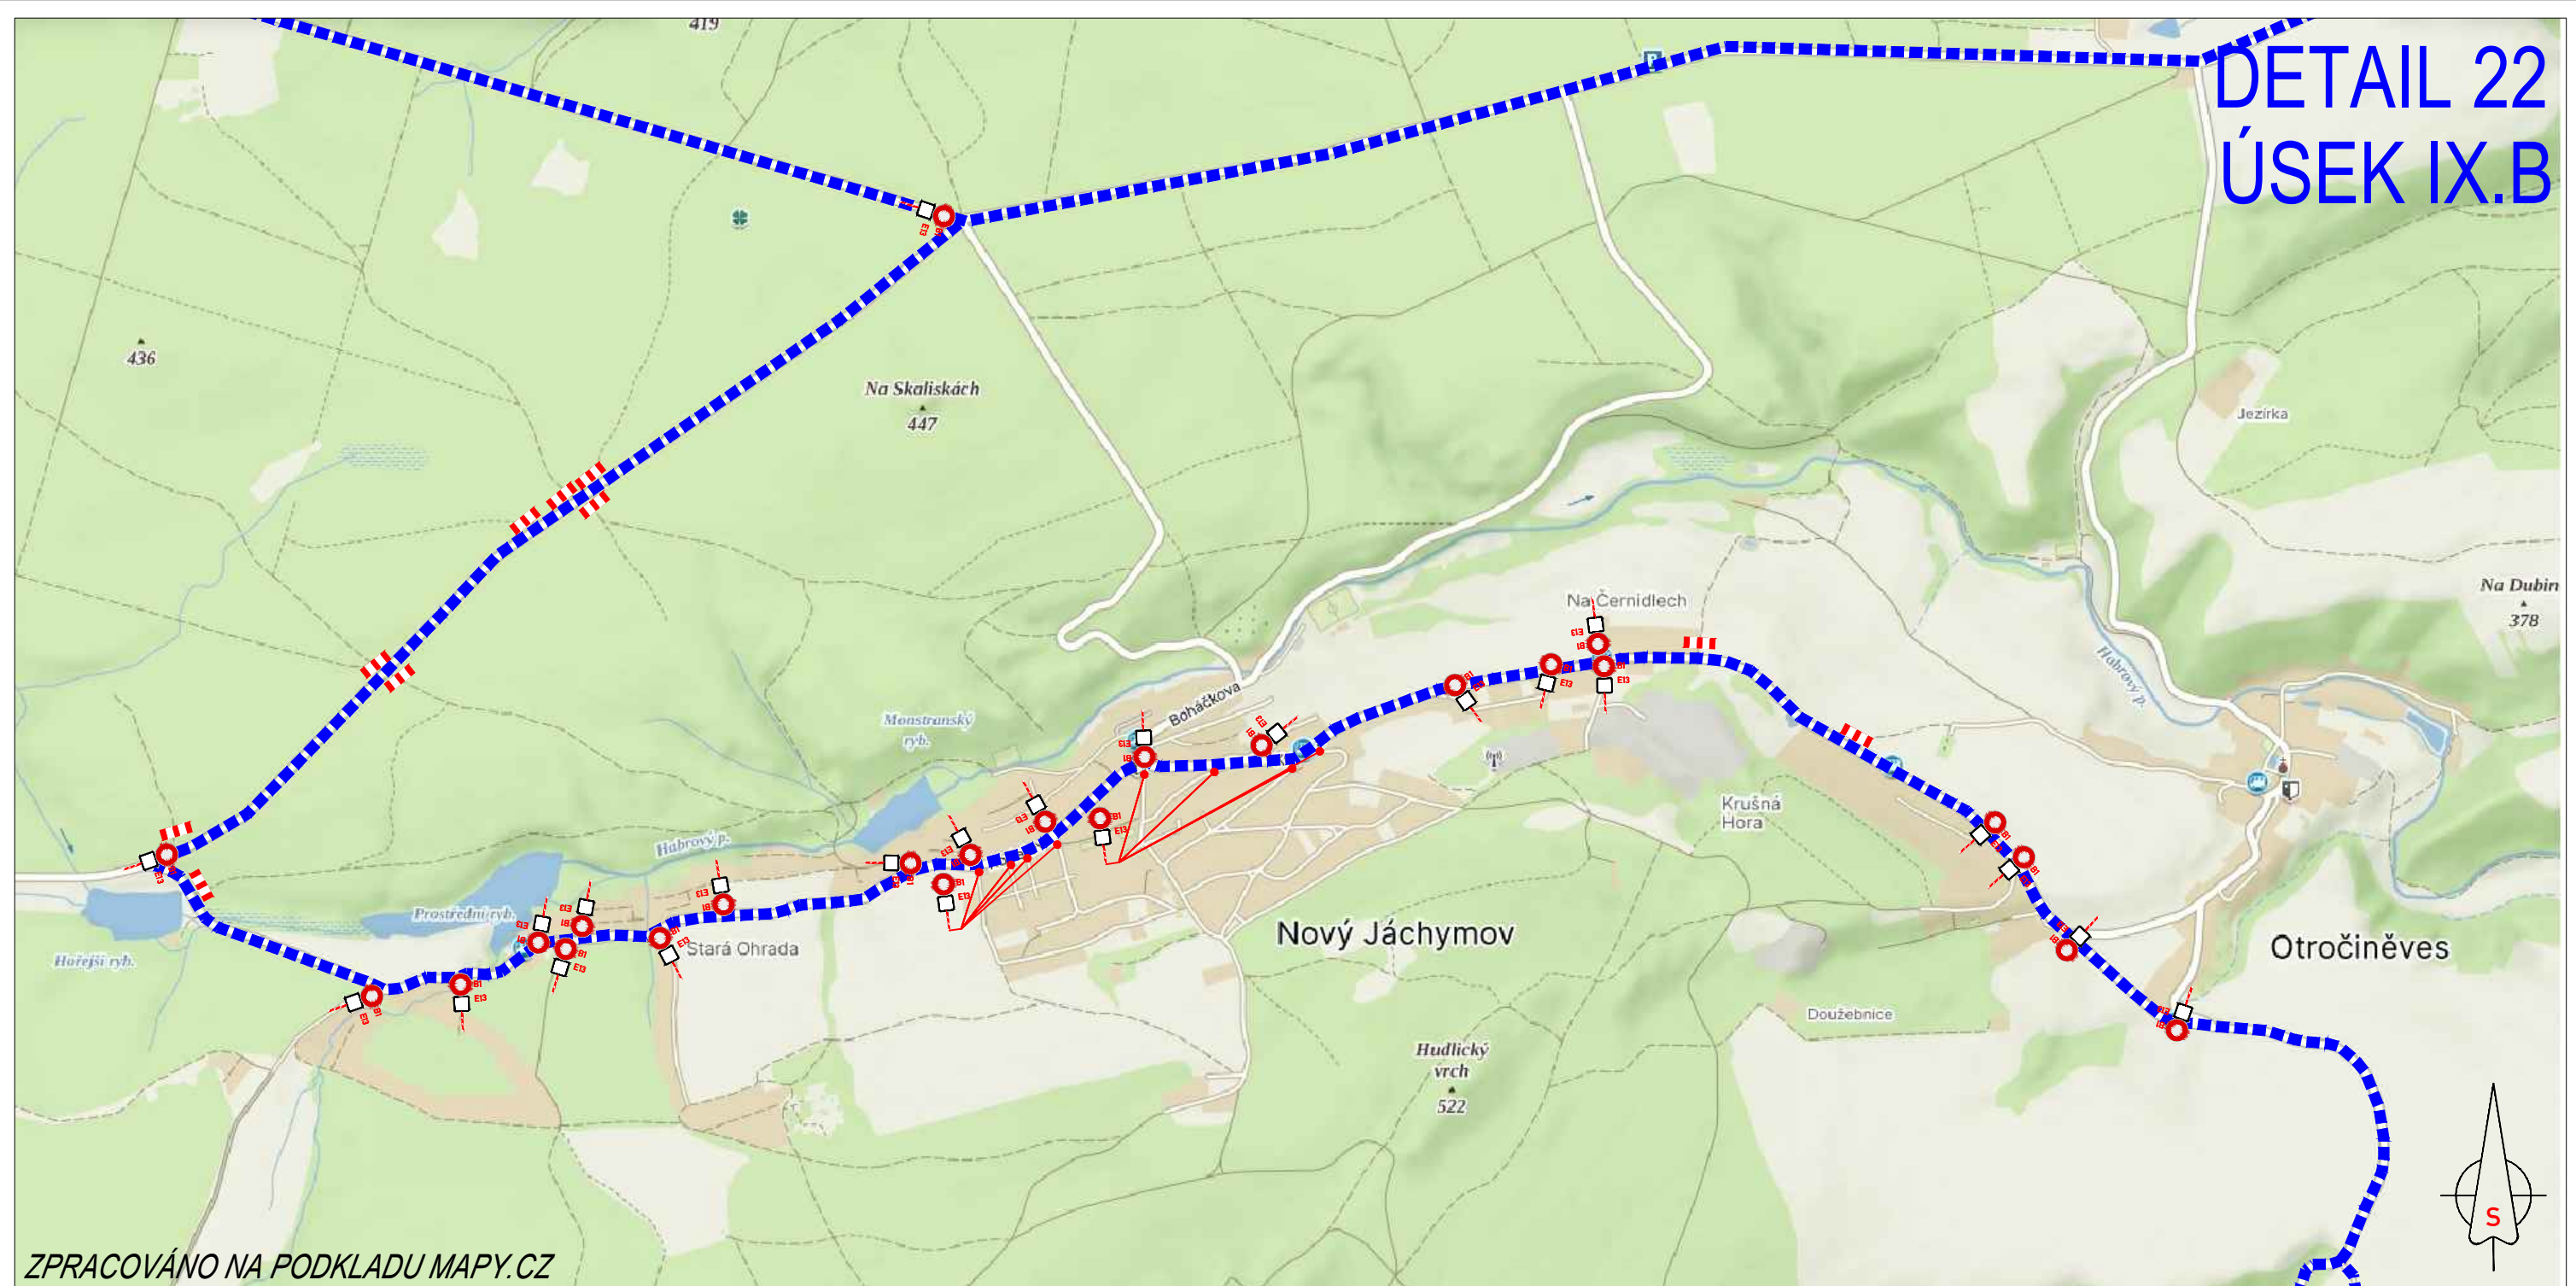 419
DETAIL 22
ÚSEK IX.B
436
Na Skaliskách
447
Jezírka
Na Dubin
378
Na Černidlech
Habrový p.
Boháčkova
Monstranský
ryb.
Krušná
Hora
Habrový p.
Prostřední ryb.
Hořejší ryb.
Stará Ohrada
Nový Jáchymov
Otročiněves
Doužebnice
Hudlický
vrch
522
B1
E13
S
ZPRACOVÁNO NA PODKLADU MAPY.CZ